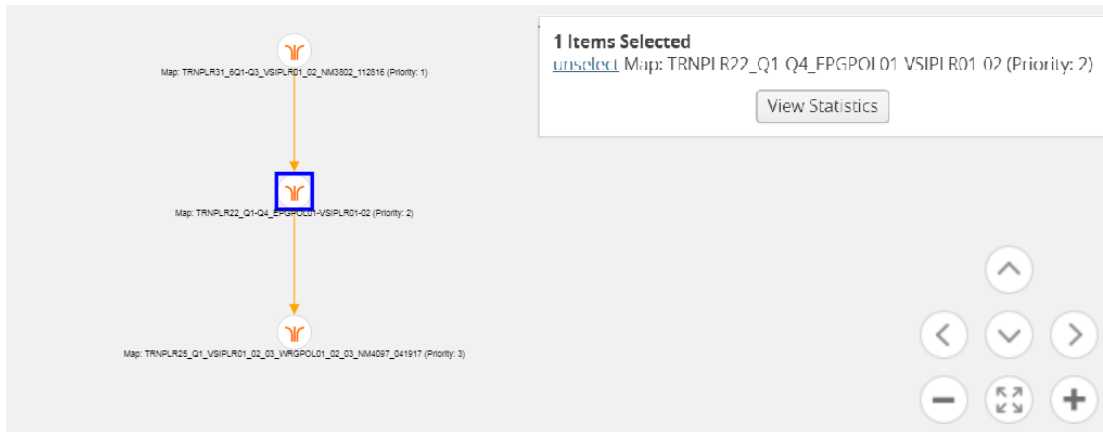 Map: TRNPLR31_6Q1-Q3_VSIPLR01_02_NM3802_112816 (Priority: 1)
1 Items Selected
unselect Map: TRNPLR22_Q1-Q4_EPGPOL01-VSIPLR01-02 (Priority: 2)
View Statistics
Map: TRNPLR22_Q1-Q4_EPGPOL01-VSIPLR01-02 (Priority: 2)
Map: TRNPLR25_Q1_VSIPLR01_02_03_WRGPOL01_02_03_NM4097_041917 (Priority: 3)